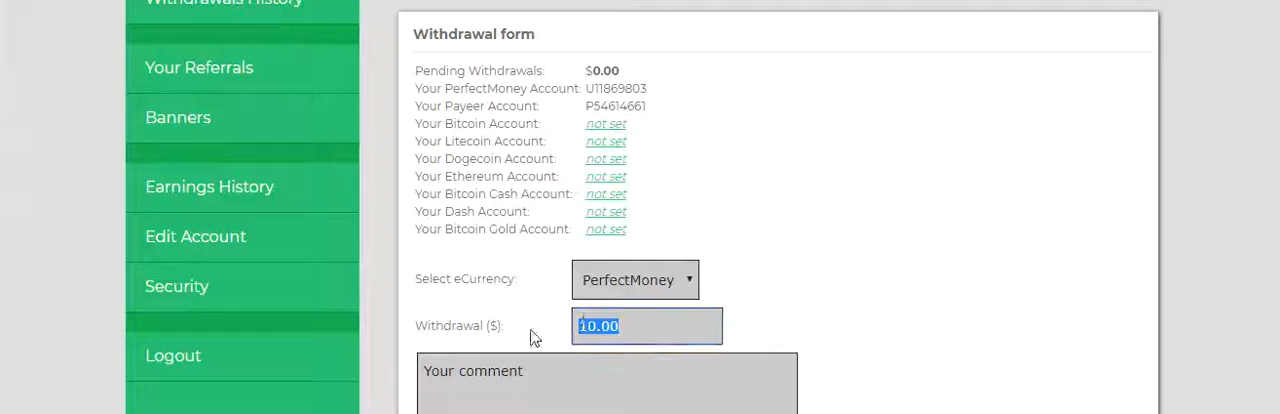 Withdrawals History
Your Referrals
Banners
Earnings History
Edit Account
Security
Logout
Withdrawal form
Pending Withdrawals: $0.00
Your PerfectMoney Account: U11869803
Your Payeer Account: P54614661
Your Bitcoin Account: not set
Your Litecoin Account: not set
Your Dogecoin Account: not set
Your Ethereum Account: not set
Your Bitcoin Cash Account: not set
Your Dash Account: not set
Your Bitcoin Gold Account: not set
Select eCurrency: PerfectMoney
Withdrawal ($): 10.00
Your comment